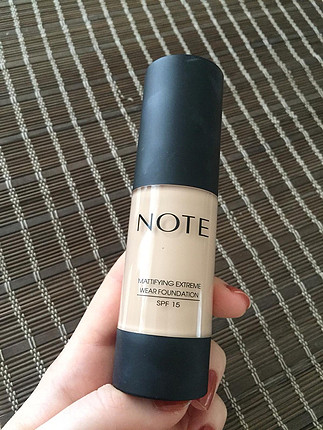 NOTE
MATTIFYING EXTREME
WEAR FOUNDATION
SPF 15